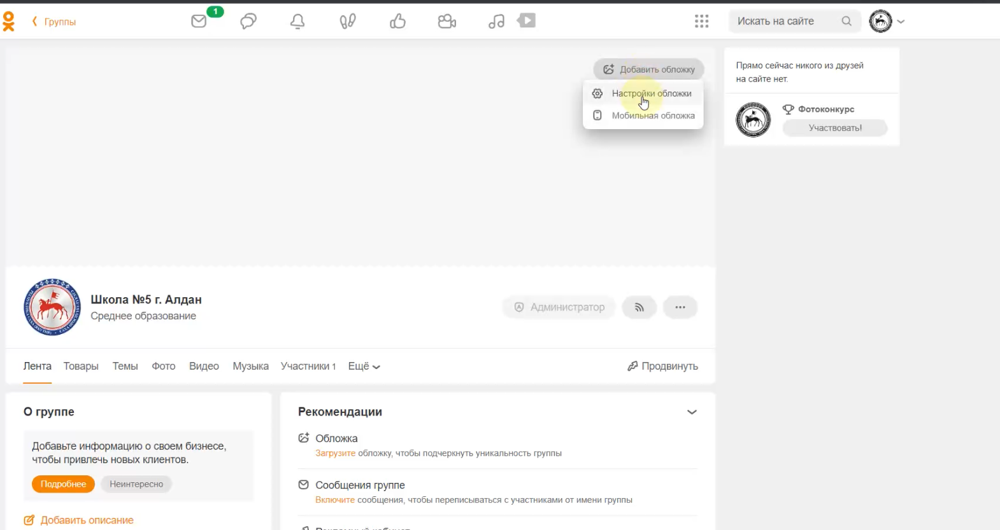 Группы
1
Искать на сайте
Добавить обложку
Настройки обложки
Мобильная обложка
Прямо сейчас никого из друзей
на сайте нет.
Фотоконкурс
Участвовать!
Школа №5 г. Алдан
Среднее образование
Администратор
Лента Товары Темы Фото Видео Музыка Участники 1 Ещё
Продвинуть
О группе
Добавьте информацию о своем бизнесе,
чтобы привлечь новых клиентов.
Подробнее Неинтересно
Добавить описание
Рекомендации
Обложка
Загрузите обложку, чтобы подчеркнуть уникальность группы
Сообщения группе
Включите сообщения, чтобы переписываться с участниками от имени группы